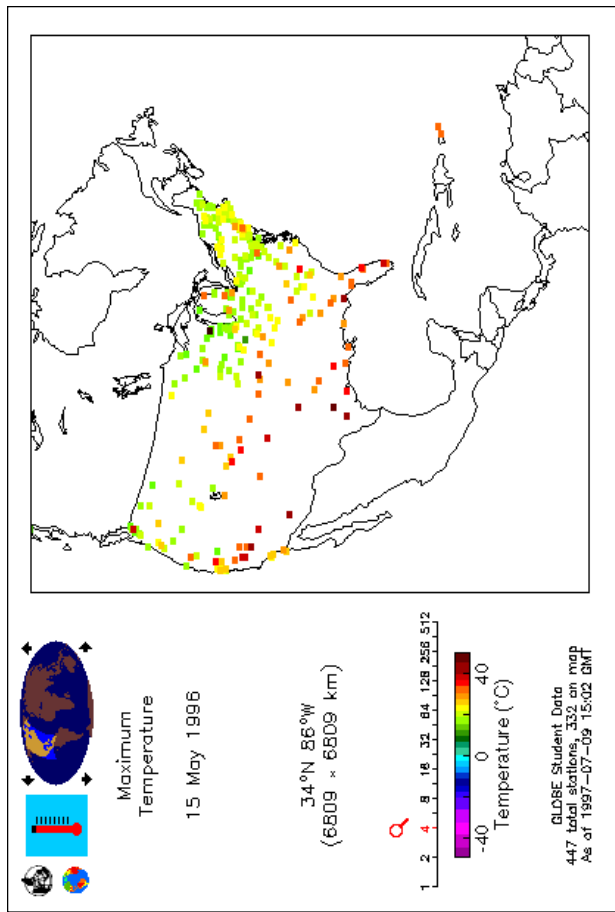 Maximum
Temperature
15 May 1996
34°N 86°W
(6809 × 6809 km)
1 2 4 8 16 32 64 128 256 512
-40 0 40
Temperature (°C)
GLOBE Student Data
447 total stations, 332 on map
As of 1997-07-09 15:02 GMT